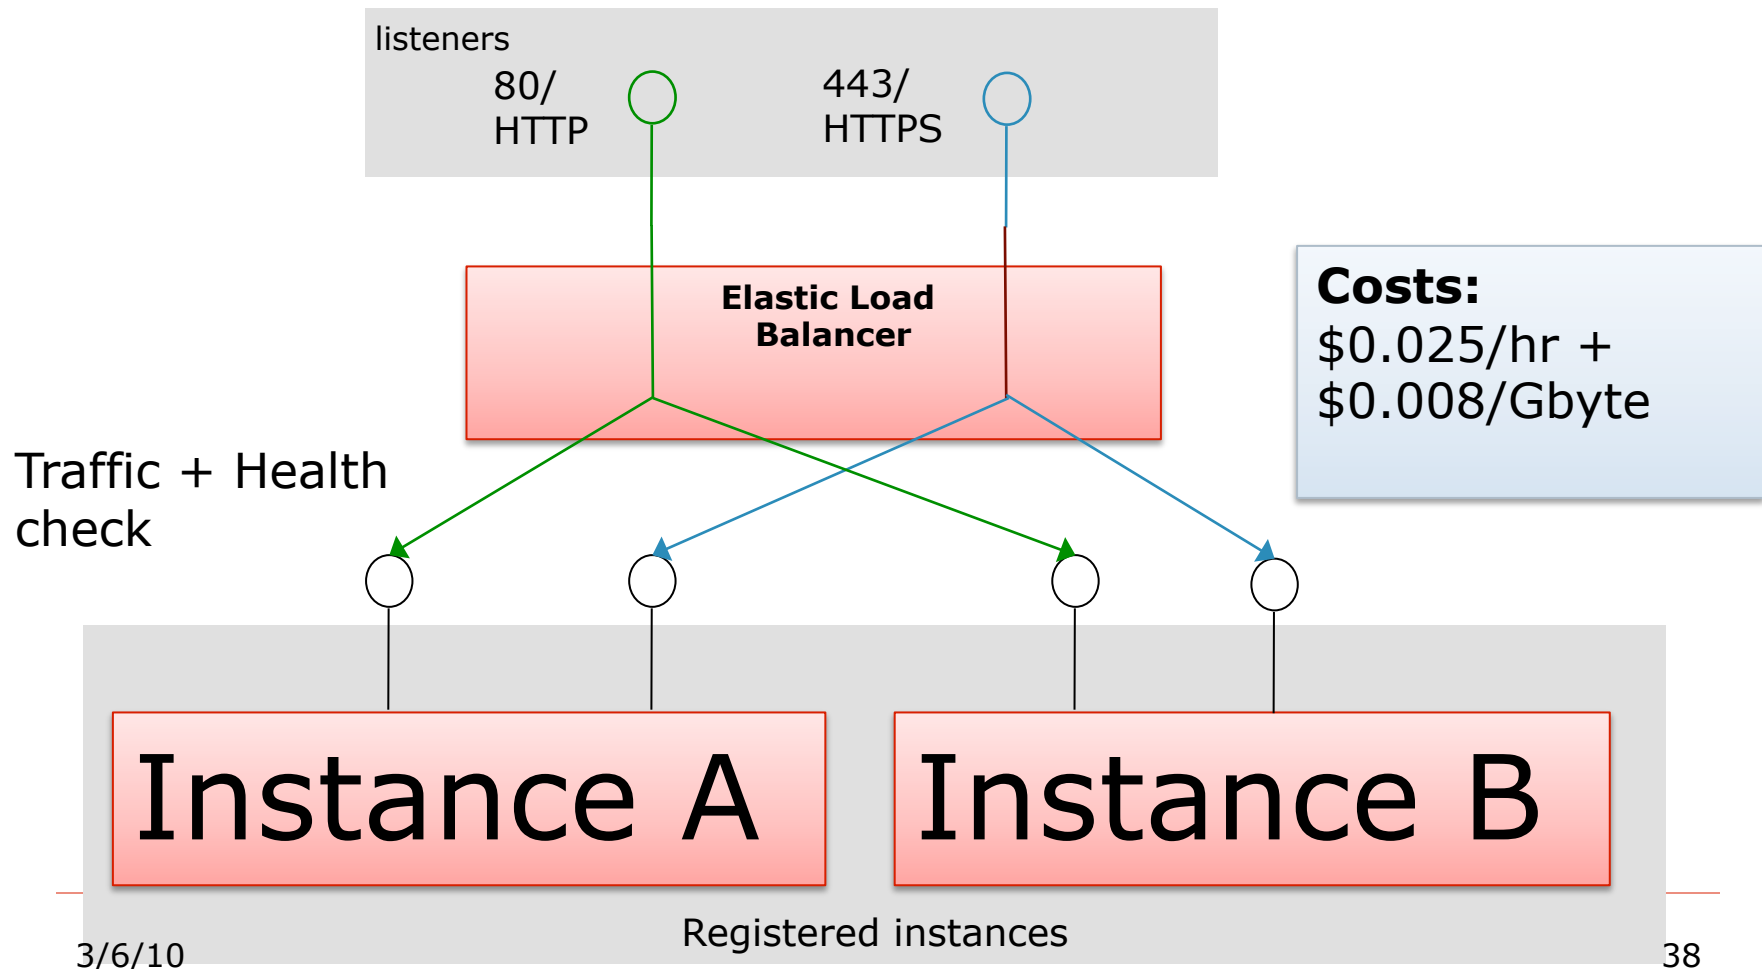 listeners
80/
HTTP
443/
HTTPS
Elastic Load
Balancer
Costs:
$0.025/hr +
$0.008/Gbyte
Traffic + Health
check
Instance A
Instance B
Registered instances
3/6/10
38